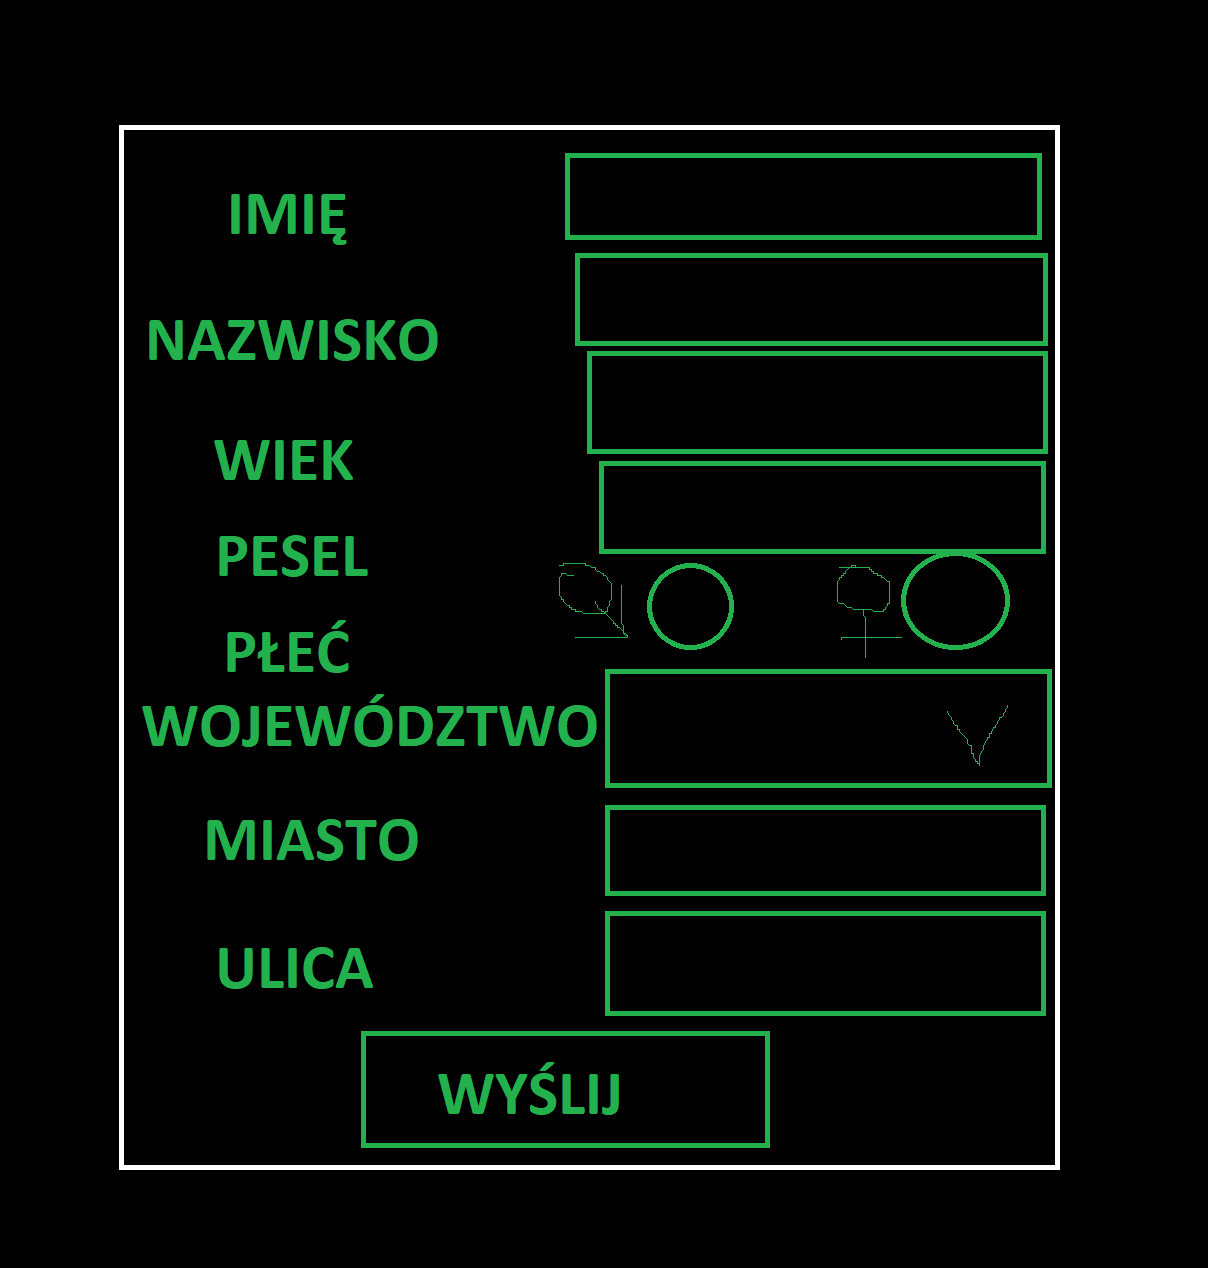 IMIĘ
NAZWISKO
WIEK
PESEL
PŁEĆ
WOJEWÓDZTWO
MIASTO
ULICA
WYŚLIJ